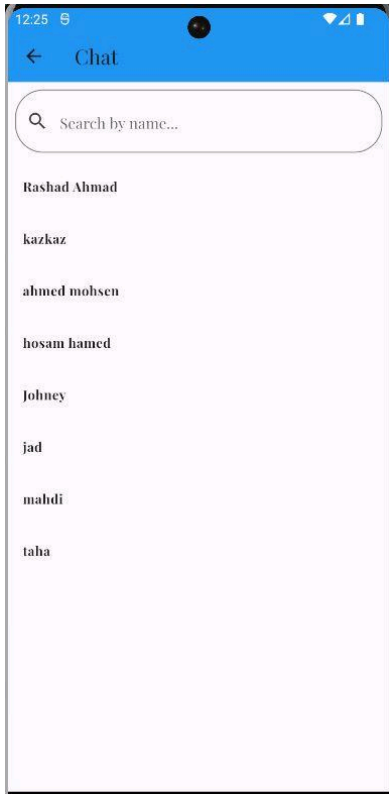 12:25
Chat
Search by name...
Rashad Ahmad
kazkaz
ahmed mohsen
hosam hamed
Johney
jad
mahdi
taha